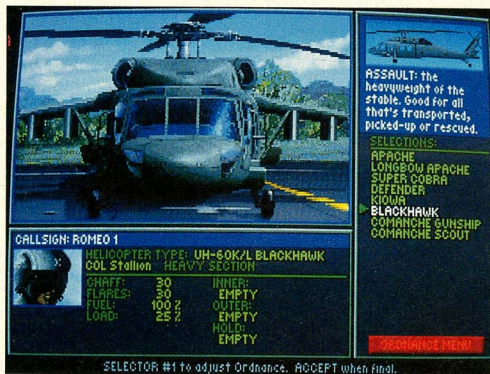 ASSAULT: the
heavyweight of the
stable. Good for all
that's transported,
picked-up or rescued.
SELECTIONS:
APACHE
LONGBOW APACHE
SUPER COBRA
DEFENDER
KIOWA
BLACKHAWK
COMANCHE GUNSHIP
COMANCHE SCOUT
CALLSIGN: ROMEO 1
HELICOPTER TYPE: UH-60K/L BLACKHAWK
COL Stallion HEAVY SECTION
CHAFF: 30 INNER:
FLARES: 30 EMPTY
FUEL: 100 % OUTER:
LOAD: 25 % EMPTY
HOLD:
EMPTY
ORDNANCE MENU
SELECTOR #1 to adjust Ordnance. ACCEPT when final.